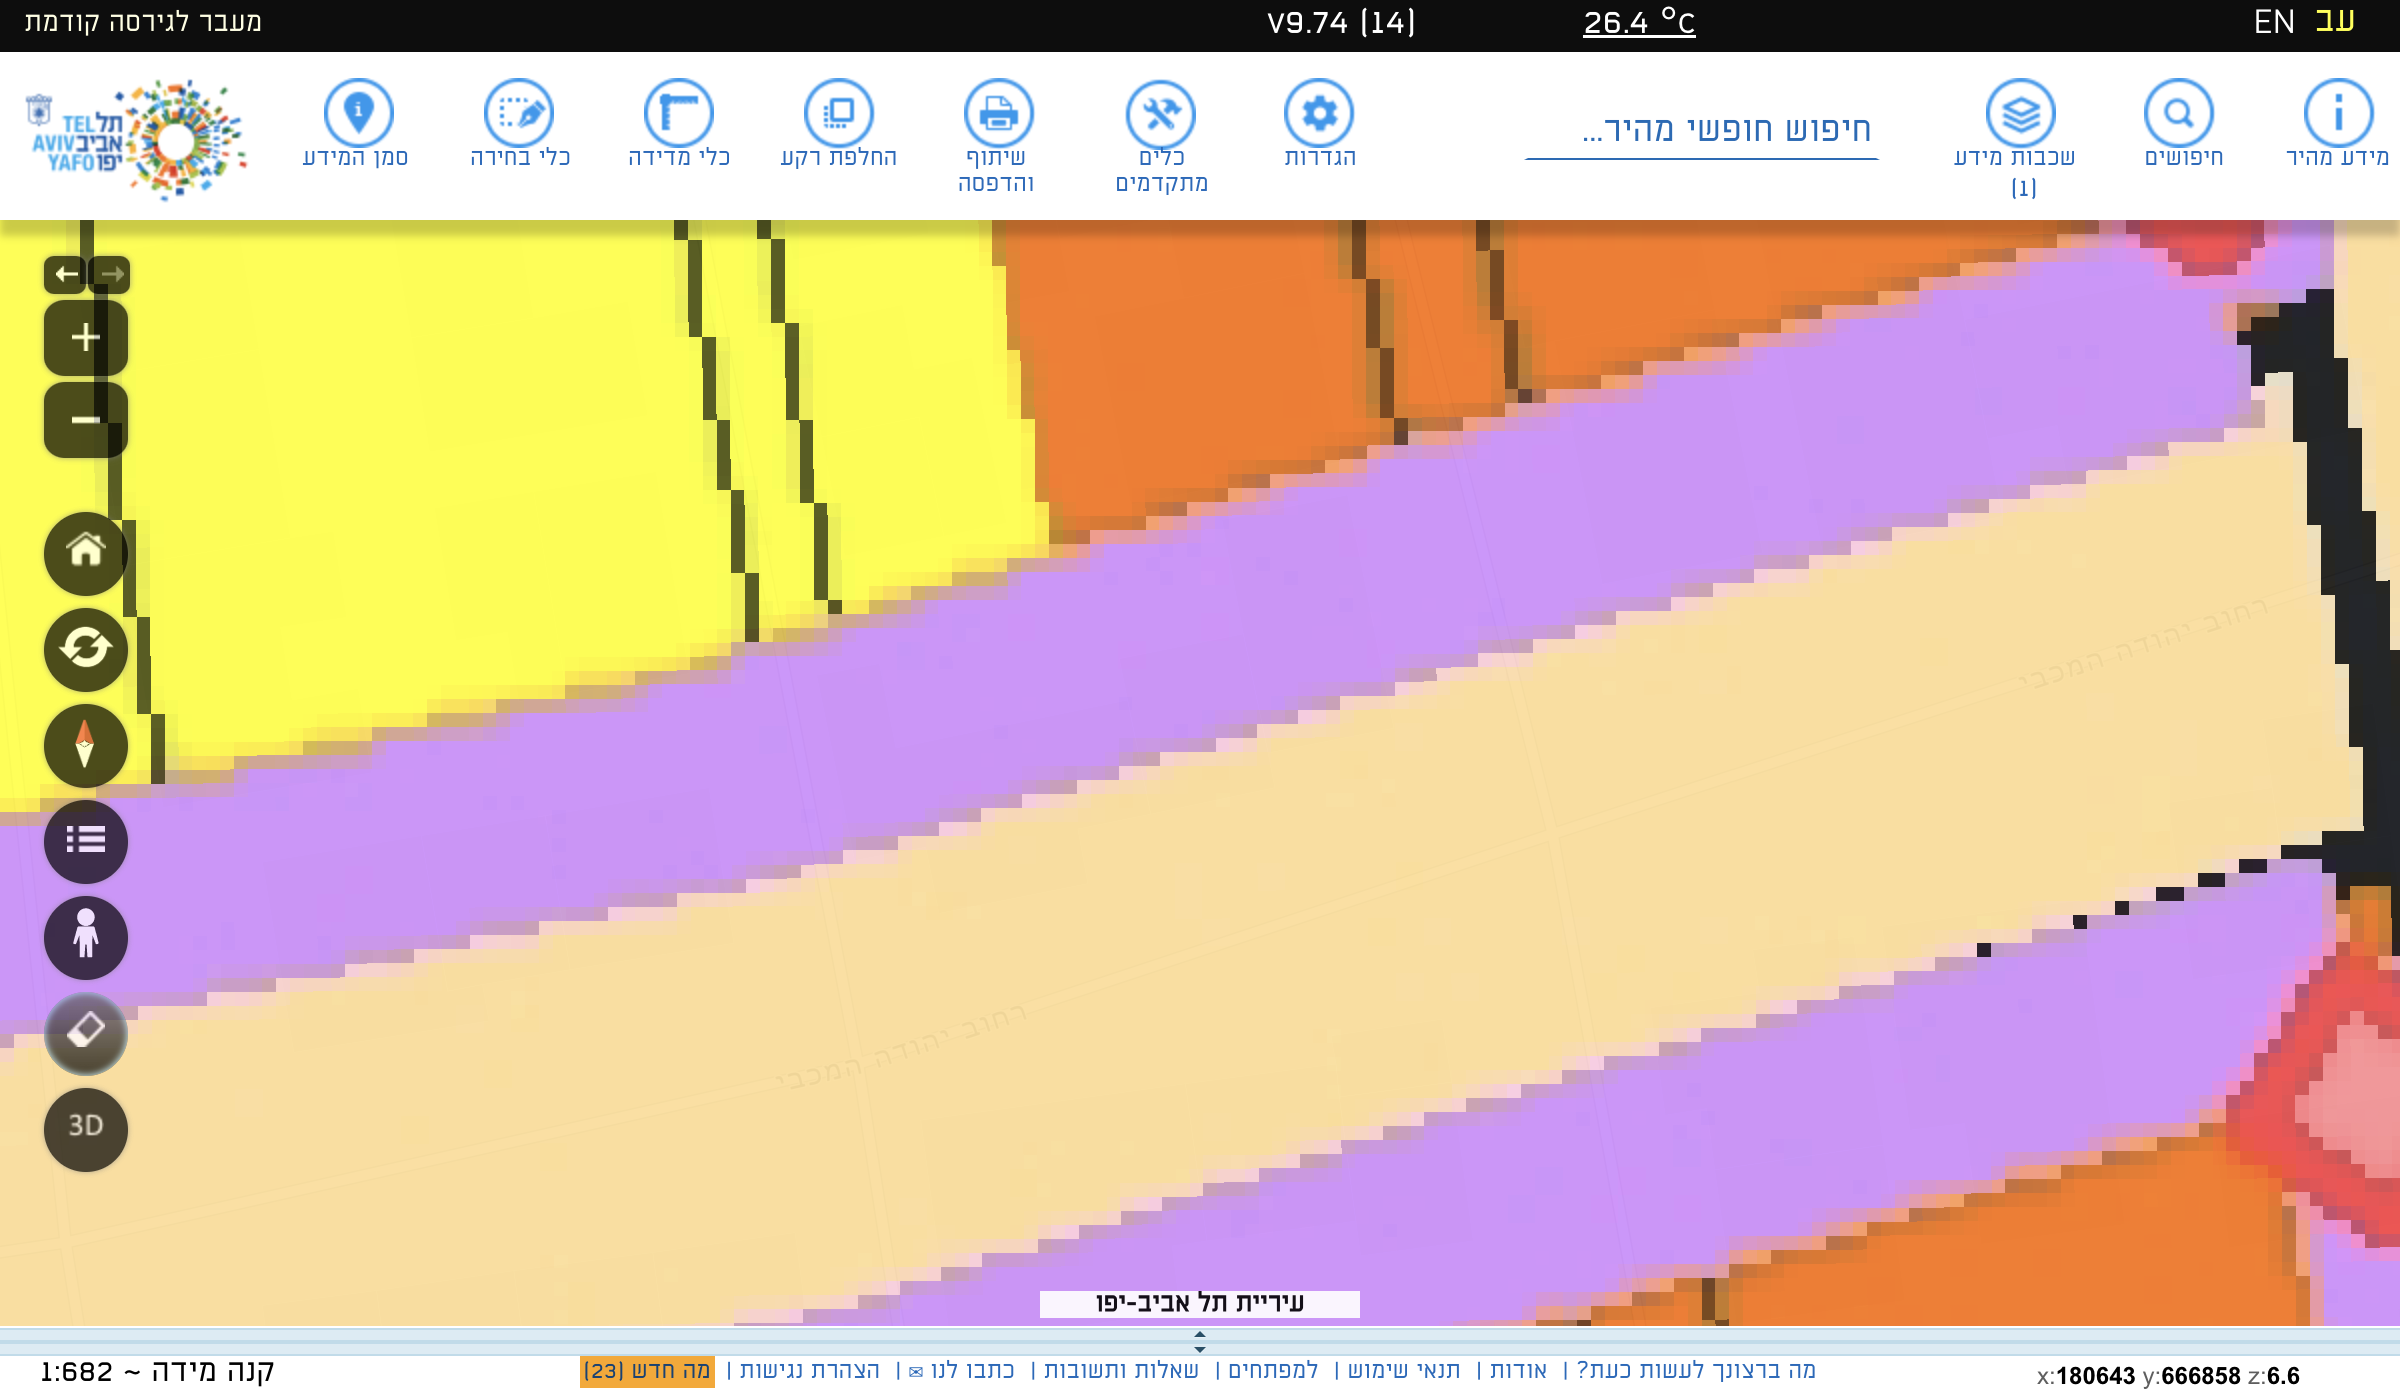 עב EN
26.4 °C
V9.74 (14)
מעבר לגירסה קודמת
מידע מהיר
חיפושים
שכבות מידע
(1)
חיפוש חופשי מהיר...
הגדרות
כלים
מתקדמים
שיתוף
והדפסה
החלפת רקע
כלי מדידה
כלי בחירה
סמן המידע
תל
אביב
יפו
TEL
AVIV
YAFO
רחוב יהודה המכבי
רחוב יהודה המכבי
3D
עיריית תל אביב-יפו
מה ברצונך לעשות כעת? | אודות | תנאי שימוש | למפתחים | שאלות ותשובות | כתבו לנו ✉ | הצהרת נגישות | מה חדש (23)
קנה מידה ~ 1:682
x:180643 y:666858 z:6.6